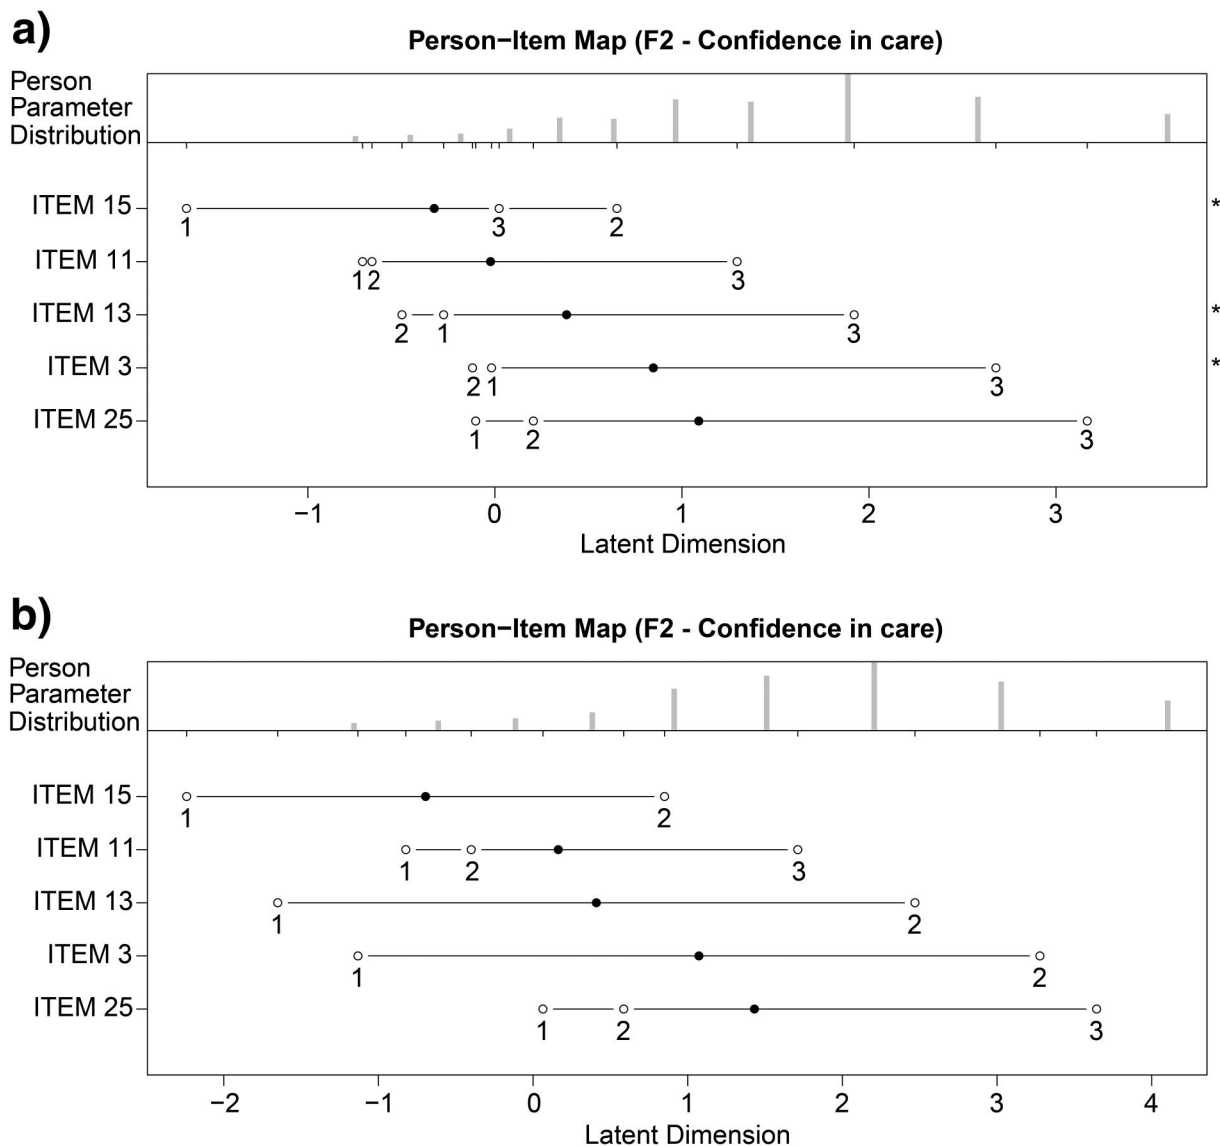 a)
Person−Item Map (F2 - Confidence in care)
Person
Parameter
Distribution
ITEM 15
1 3 2
*
ITEM 11
12 3
ITEM 13
2 1 3
*
ITEM 3
2 1 3
*
ITEM 25
1 2 3
−1 0 1 2 3
Latent Dimension
b)
Person−Item Map (F2 - Confidence in care)
Person
Parameter
Distribution
ITEM 15
1 2
ITEM 11
1 2 3
ITEM 13
1 2
ITEM 3
1 2
ITEM 25
1 2 3
−2 −1 0 1 2 3 4
Latent Dimension